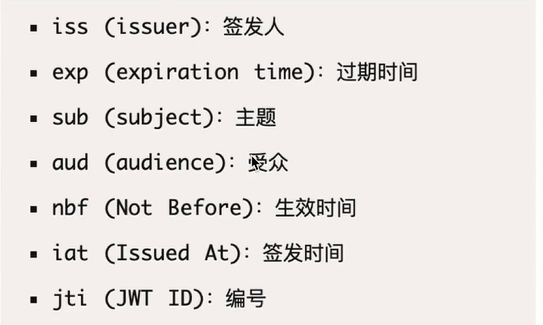 ▪ iss (issuer)：签发人
▪ exp (expiration time)：过期时间
▪ sub (subject)：主题
▪ aud (audience)：受众
▪ nbf (Not Before)：生效时间
▪ iat (Issued At)：签发时间
▪ jti (JWT ID)：编号